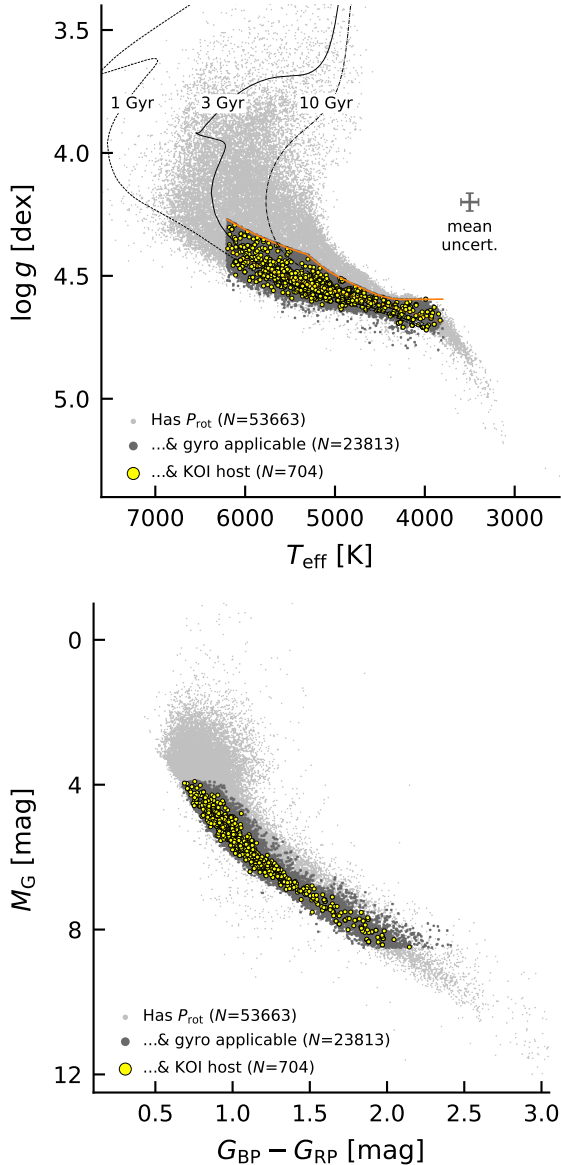 3.5
4.0
4.5
5.0
log g [dex]
1 Gyr
3 Gyr
10 Gyr
mean
uncert.
Has P_rot (N=53663)
...& gyro applicable (N=23813)
...& KOI host (N=704)
7000 6000 5000 4000 3000
T_eff [K]
0
4
8
12
M_G [mag]
Has P_rot (N=53663)
...& gyro applicable (N=23813)
...& KOI host (N=704)
0.5 1.0 1.5 2.0 2.5 3.0
G_BP − G_RP [mag]